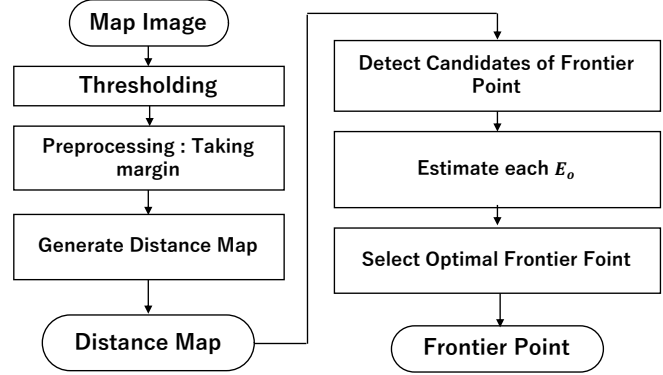 Map Image
Thresholding
Preprocessing : Taking
margin
Generate Distance Map
Distance Map
Detect Candidates of Frontier
Point
Estimate each E_o
Select Optimal Frontier Foint
Frontier Point